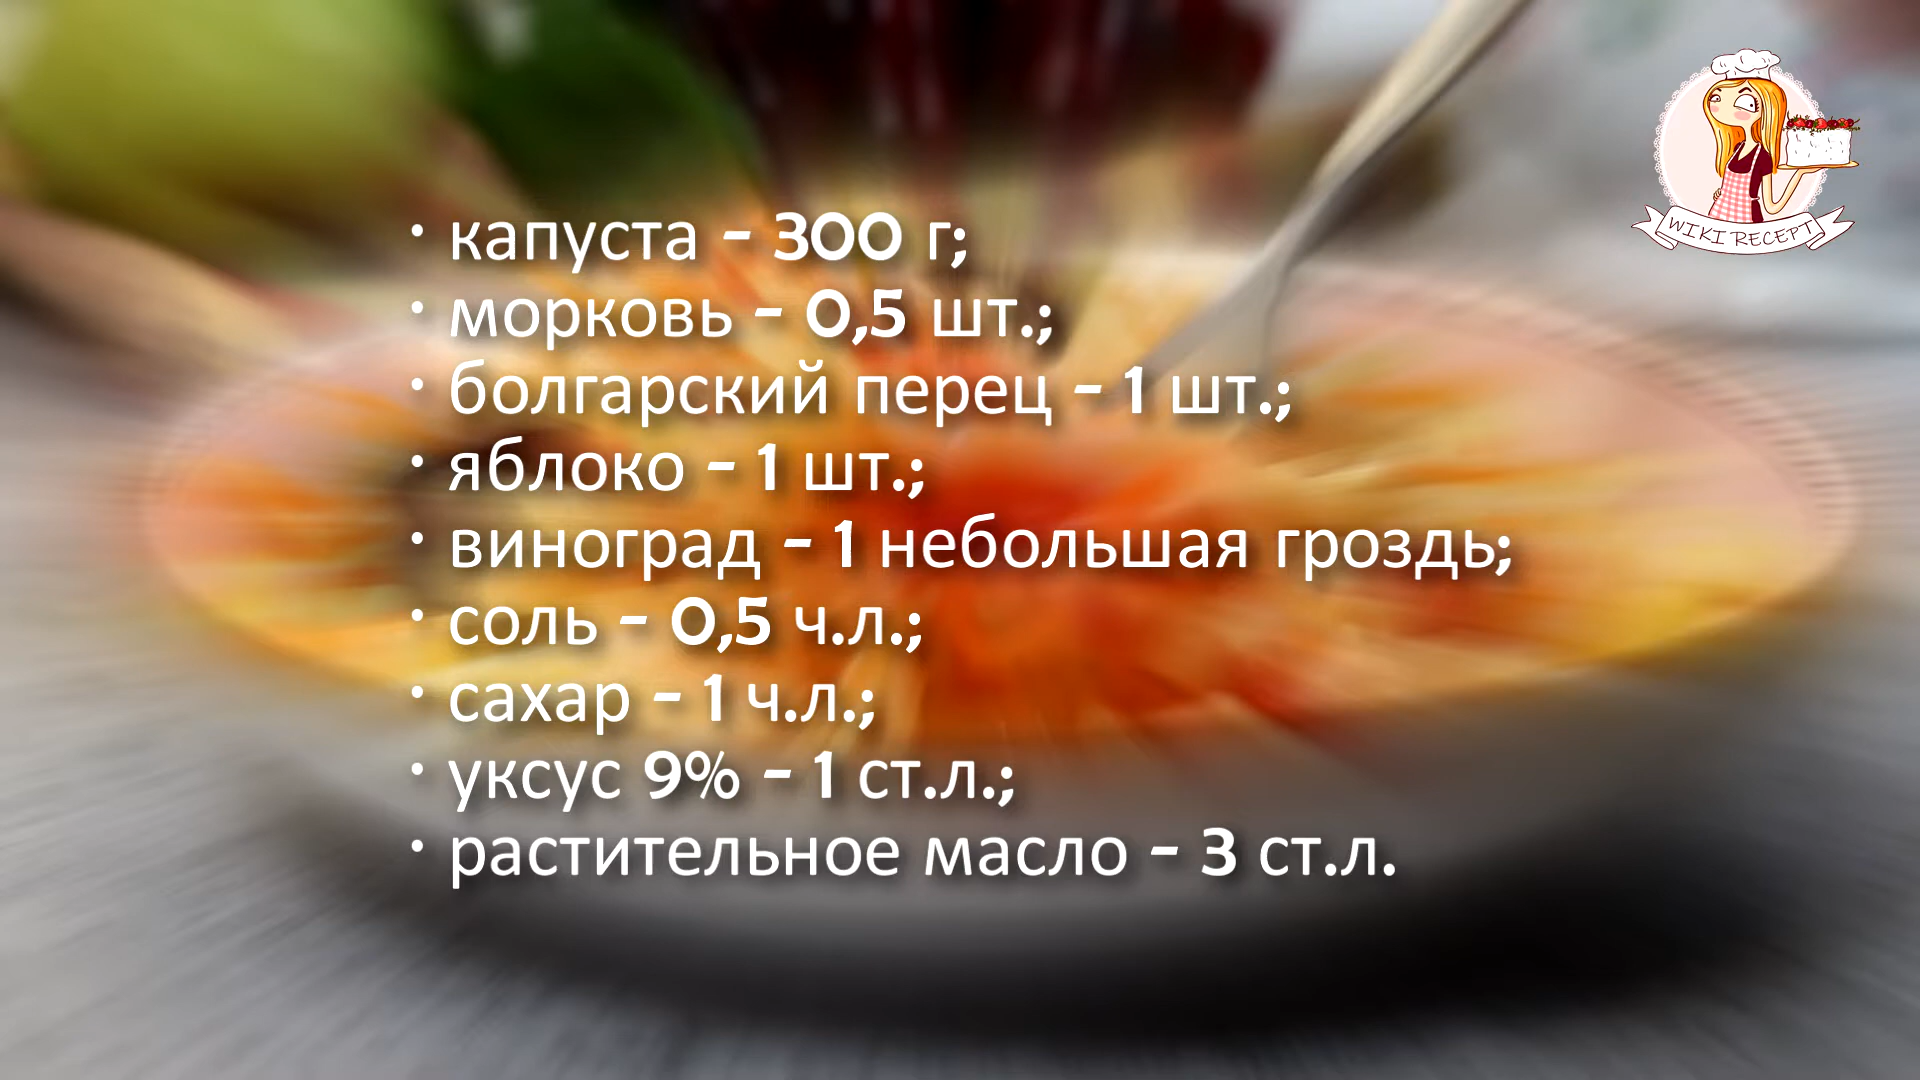 · капуста - 300 г;
· морковь - 0,5 шт.;
· болгарский перец - 1 шт.;
· яблоко - 1 шт.;
· виноград - 1 небольшая гроздь;
· соль - 0,5 ч.л.;
· сахар - 1 ч.л.;
· уксус 9% - 1 ст.л.;
· растительное масло - 3 ст.л.
WIKI RECEPT